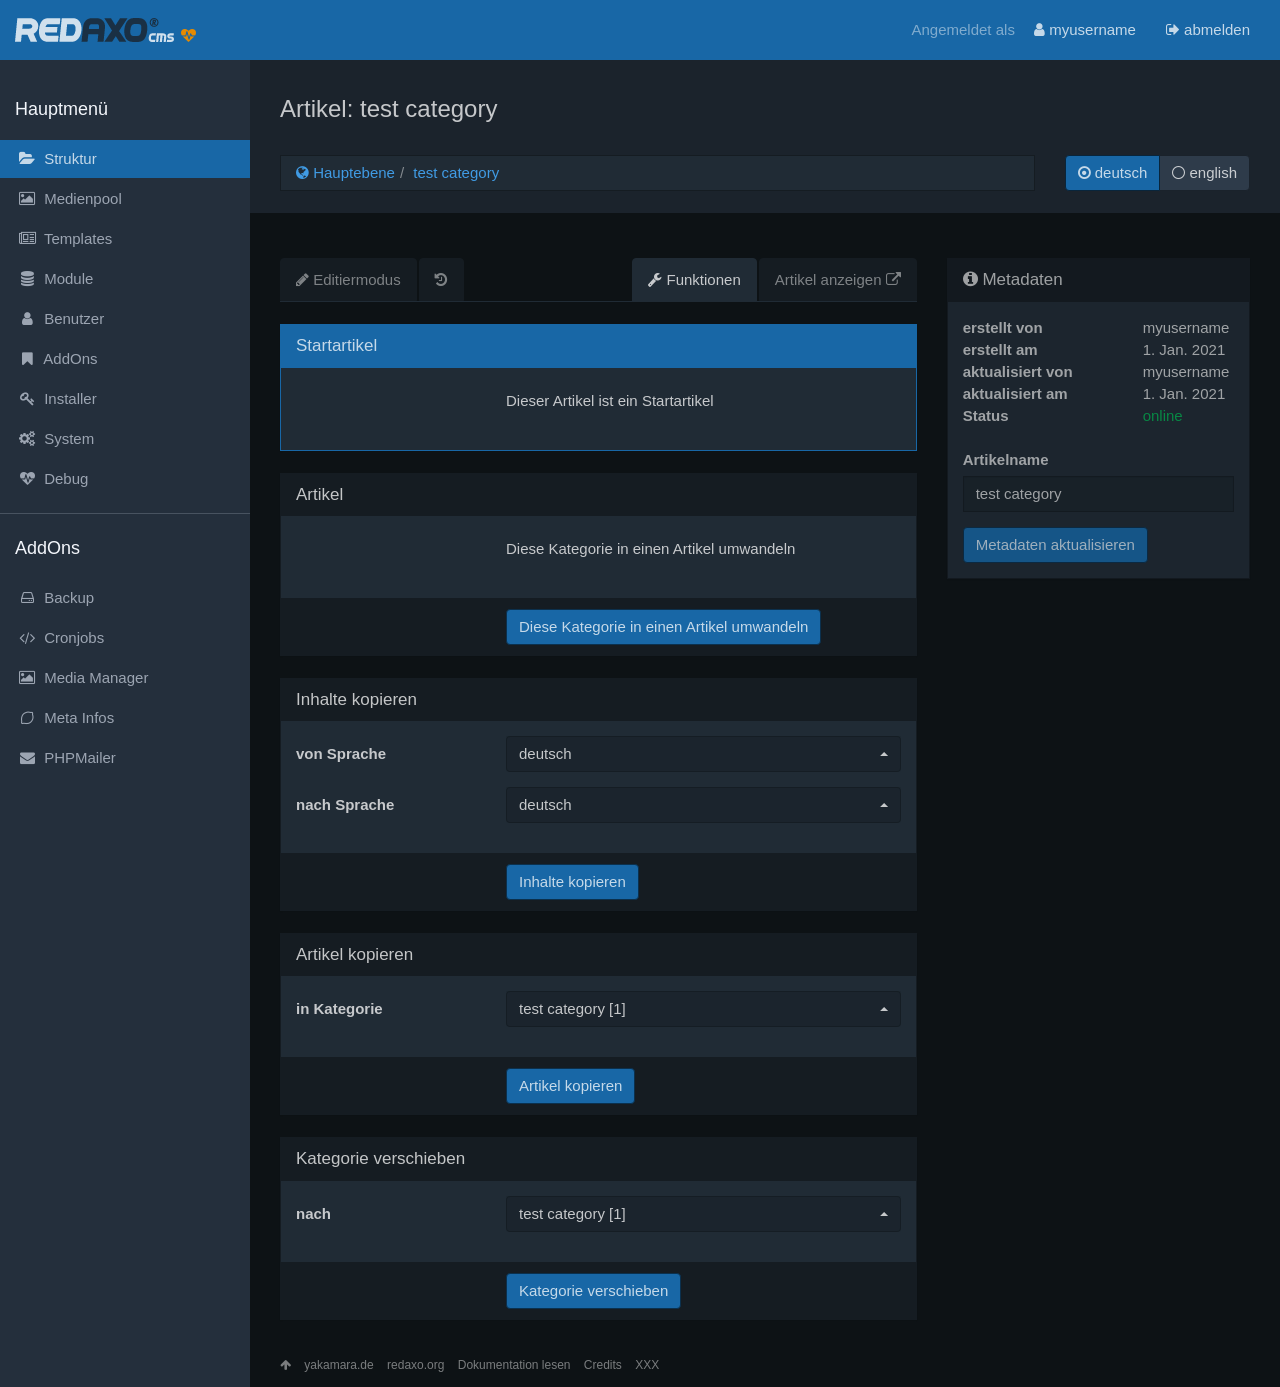 REDAXO® cms
Angemeldet als myusername abmelden
Hauptmenü
Struktur
Medienpool
Templates
Module
Benutzer
AddOns
Installer
System
Debug
AddOns
Backup
Cronjobs
Media Manager
Meta Infos
PHPMailer
Artikel: test category
Hauptebene / test category
deutsch english
Editiermodus Funktionen Artikel anzeigen
Startartikel
Dieser Artikel ist ein Startartikel
Artikel
Diese Kategorie in einen Artikel umwandeln
Diese Kategorie in einen Artikel umwandeln
Inhalte kopieren
von Sprache deutsch
nach Sprache deutsch
Inhalte kopieren
Artikel kopieren
in Kategorie test category [1]
Artikel kopieren
Kategorie verschieben
nach test category [1]
Kategorie verschieben
Metadaten
erstellt von myusername
erstellt am 1. Jan. 2021
aktualisiert von myusername
aktualisiert am 1. Jan. 2021
Status online
Artikelname
test category
Metadaten aktualisieren
yakamara.de redaxo.org Dokumentation lesen Credits XXX